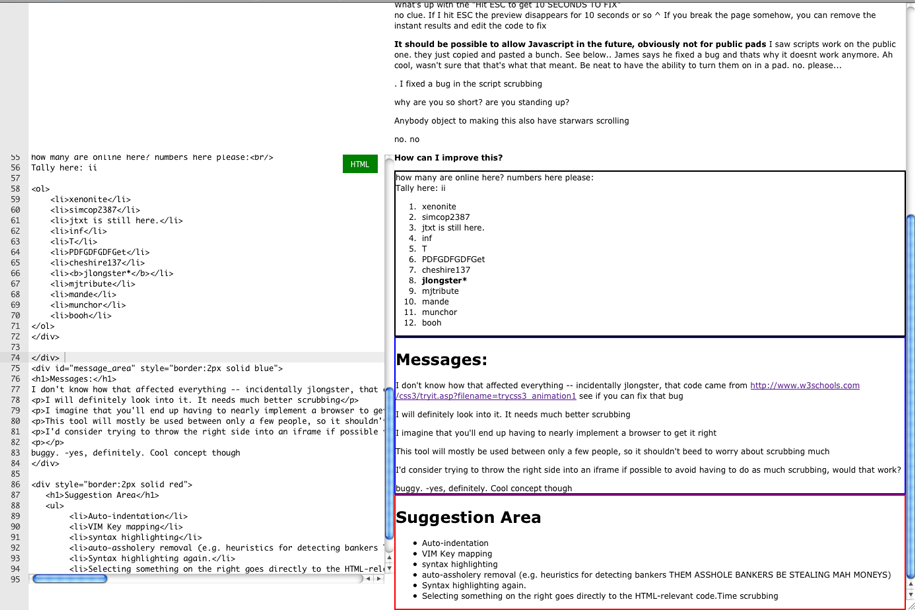 55 how many are online here? numbers here please:<br/>
56 Tally here: ii
57
58 <ol>
59 <li>xenonite</li>
60 <li>simcop2387</li>
61 <li>jtxt is still here.</li>
62 <li>inf</li>
63 <li>T</li>
64 <li>PDFGDFGDFGet</li>
65 <li>cheshire137</li>
66 <li><b>jlongster*</b></li>
67 <li>mjtribute</li>
68 <li>mande</li>
69 <li>munchor</li>
70 <li>booh</li>
71 </ol>
72 </div>
73
74 </div>
75 <div id="message_area" style="border:2px solid blue">
76 <h1>Messages:</h1>
77 I don't know how that affected everything -- incidentally jlongster, that
78 <p>I will definitely look into it. It needs much better scrubbing</p>
79 <p>I imagine that you'll end up having to nearly implement a browser to ge
80 <p>This tool will mostly be used between only a few people, so it shouldn'
81 <p>I'd consider trying to throw the right side into an iframe if possible
82 <p></p>
83 buggy. -yes, definitely. Cool concept though
84 </div>
85
86 <div style="border:2px solid red">
87 <h1>Suggestion Area</h1>
88 <ul>
89 <li>Auto-indentation</li>
90 <li>VIM Key mapping</li>
91 <li>syntax highlighting</li>
92 <li>auto-assholery removal (e.g. heuristics for detecting bankers
93 <li>Syntax highlighting again.</li>
94 <li>Selecting something on the right goes directly to the HTML-rele
95
HTML
What's up with the "Hit ESC to get 10 SECONDS TO FIX"
no clue. If I hit ESC the preview disappears for 10 seconds or so ^ If you break the page somehow, you can remove the
instant results and edit the code to fix
It should be possible to allow Javascript in the future, obviously not for public pads I saw scripts work on the public
one. they just copied and pasted a bunch. See below.. James says he fixed a bug and thats why it doesnt work anymore. Ah
cool, wasn't sure that that's what that meant. Be neat to have the ability to turn them on in a pad. no. please...
. I fixed a bug in the script scrubbing
why are you so short? are you standing up?
Anybody object to making this also have starwars scrolling
no. no
How can I improve this?
how many are online here? numbers here please:
Tally here: ii
1. xenonite
2. simcop2387
3. jtxt is still here.
4. inf
5. T
6. PDFGDFGDFGet
7. cheshire137
8. jlongster*
9. mjtribute
10. mande
11. munchor
12. booh
Messages:
I don't know how that affected everything -- incidentally jlongster, that code came from http://www.w3schools.com
/css3/tryit.asp?filename=trycss3_animation1 see if you can fix that bug
I will definitely look into it. It needs much better scrubbing
I imagine that you'll end up having to nearly implement a browser to get it right
This tool will mostly be used between only a few people, so it shouldn't beed to worry about scrubbing much
I'd consider trying to throw the right side into an iframe if possible to avoid having to do as much scrubbing, would that work?
buggy. -yes, definitely. Cool concept though
Suggestion Area
• Auto-indentation
• VIM Key mapping
• syntax highlighting
• auto-assholery removal (e.g. heuristics for detecting bankers THEM ASSHOLE BANKERS BE STEALING MAH MONEYS)
• Syntax highlighting again.
• Selecting something on the right goes directly to the HTML-relevant code.Time scrubbing